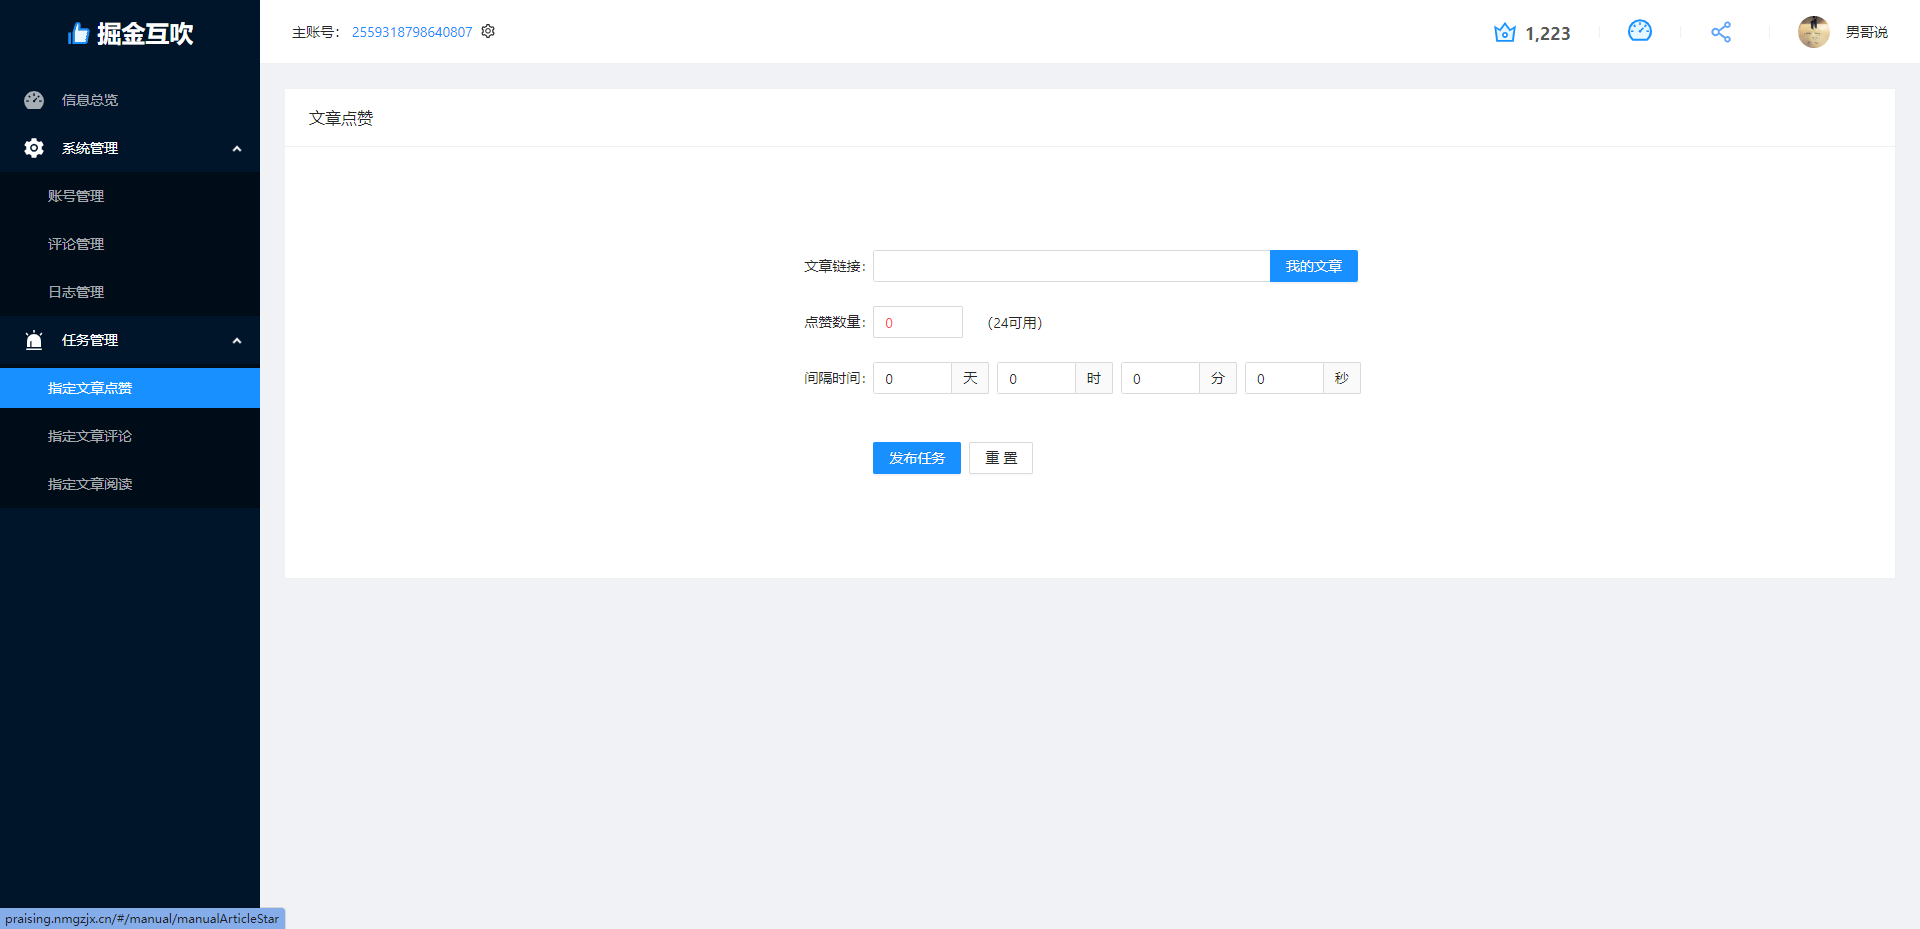 掘金互吹
主账号： 2559318798640807
1,223
男哥说
信息总览
系统管理
账号管理
评论管理
日志管理
任务管理
指定文章点赞
指定文章评论
指定文章阅读
文章点赞
文章链接： 我的文章
点赞数量： 0 (24可用)
间隔时间： 0 天 0 时 0 分 0 秒
发布任务 重 置
praising.nmgzjx.cn/#/manual/manualArticleStar